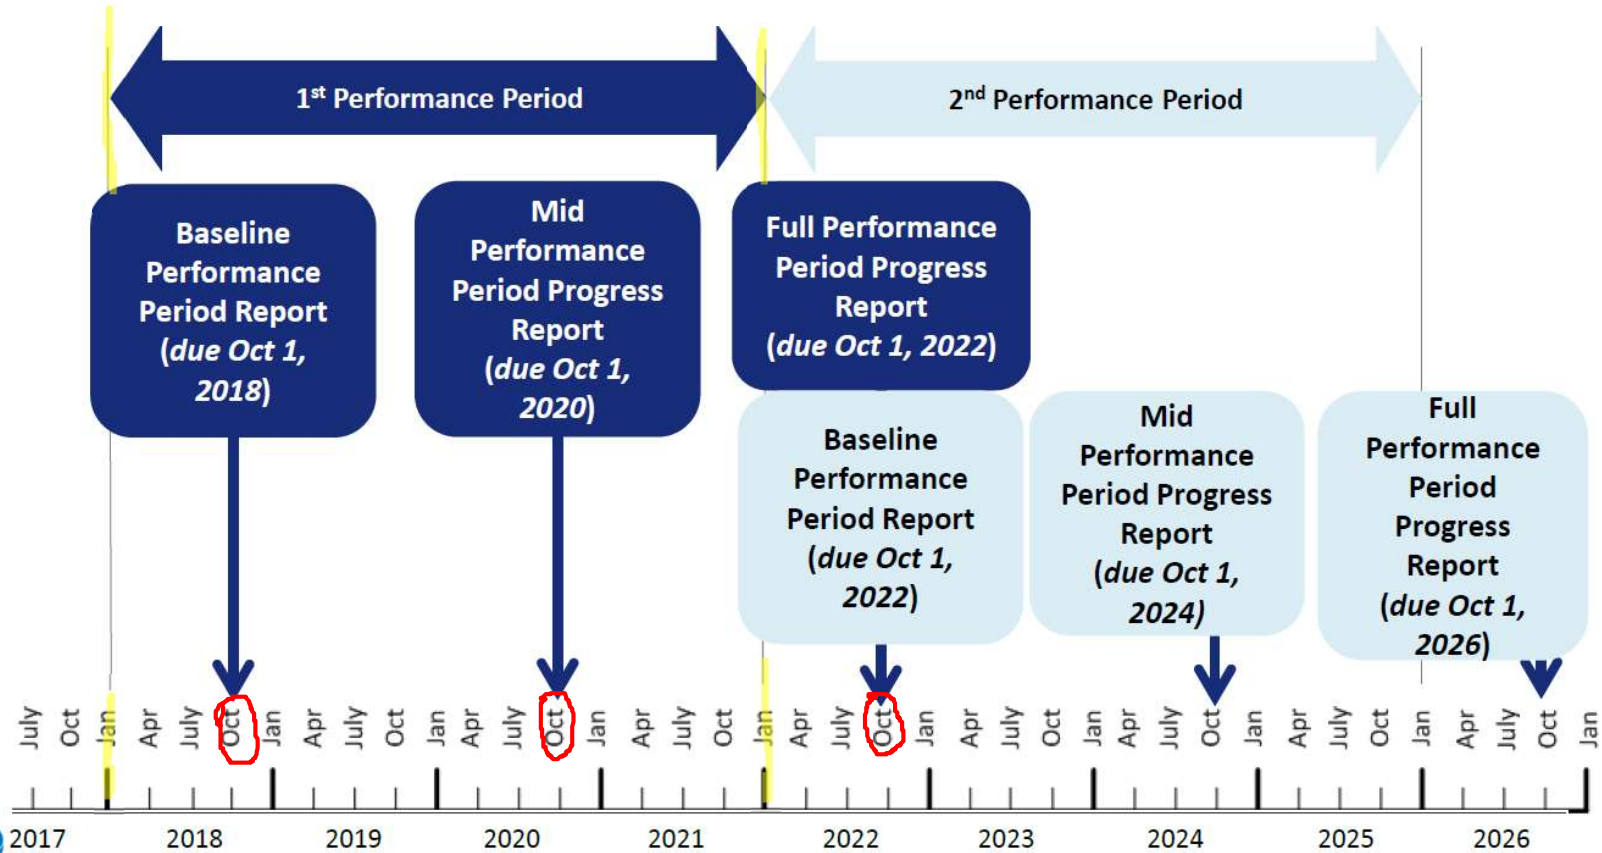 1st Performance Period
2nd Performance Period
Baseline
Performance
Period Report
(due Oct 1,
2018)
Mid
Performance
Period Progress
Report
(due Oct 1,
2020)
Full Performance
Period Progress
Report
(due Oct 1, 2022)
Baseline
Performance
Period Report
(due Oct 1,
2022)
Mid
Performance
Period Progress
Report
(due Oct 1,
2024)
Full
Performance
Period
Progress
Report
(due Oct 1,
2026)
July Oct Jan Apr July Oct Jan Apr July Oct Jan Apr July Oct Jan Apr July Oct Jan Apr July Oct Jan Apr July Oct Jan Apr July Oct Jan Apr July Oct Jan Apr July Oct Jan
2017 2018 2019 2020 2021 2022 2023 2024 2025 2026